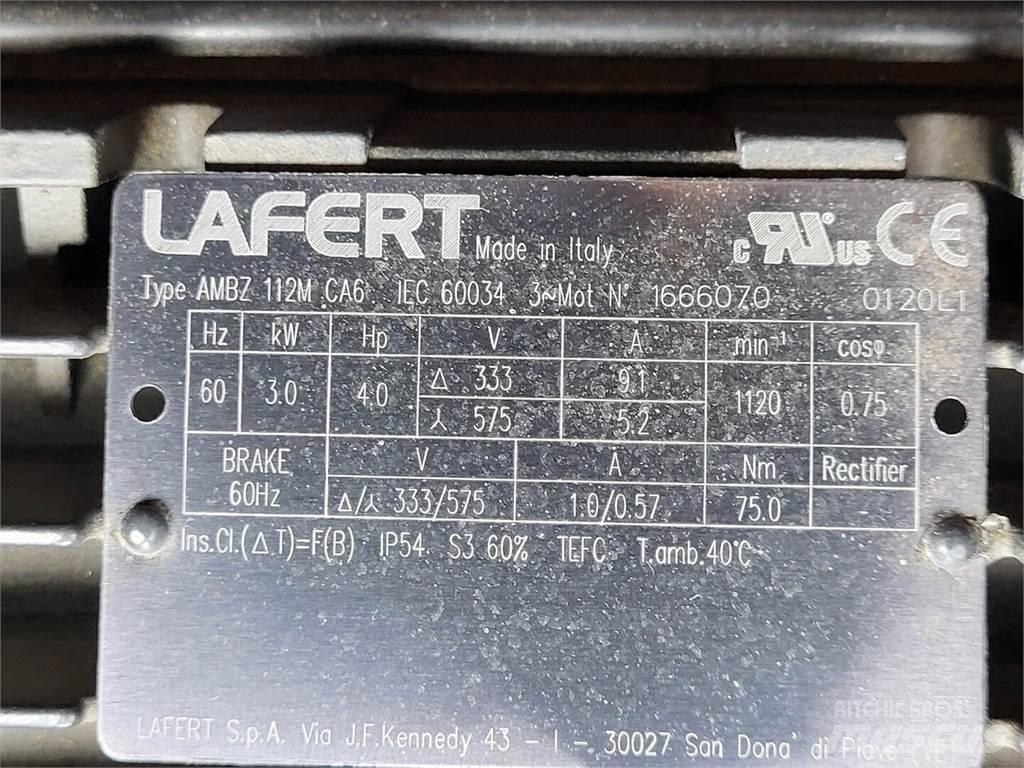 LAFERT Made in Italy c RU us CE
Type AMBZ 112M CA6 IEC 60034 3~Mot N° 1666070 0120L1
Hz kW Hp V A min⁻¹ cosφ
60 3.0 4.0 Δ 333 9.1 1120 0.75
⅄ 575 5.2
BRAKE V A Nm Rectifier
60Hz Δ/⅄ 333/575 1.0/0.57 75.0
Ins.Cl.(ΔT)=F(B) IP54 S3 60% TEFC T.amb.40°C
LAFERT S.p.A. Via J.F.Kennedy 43 - I - 30027 San Dona' di Piave
RITCHIE BROS